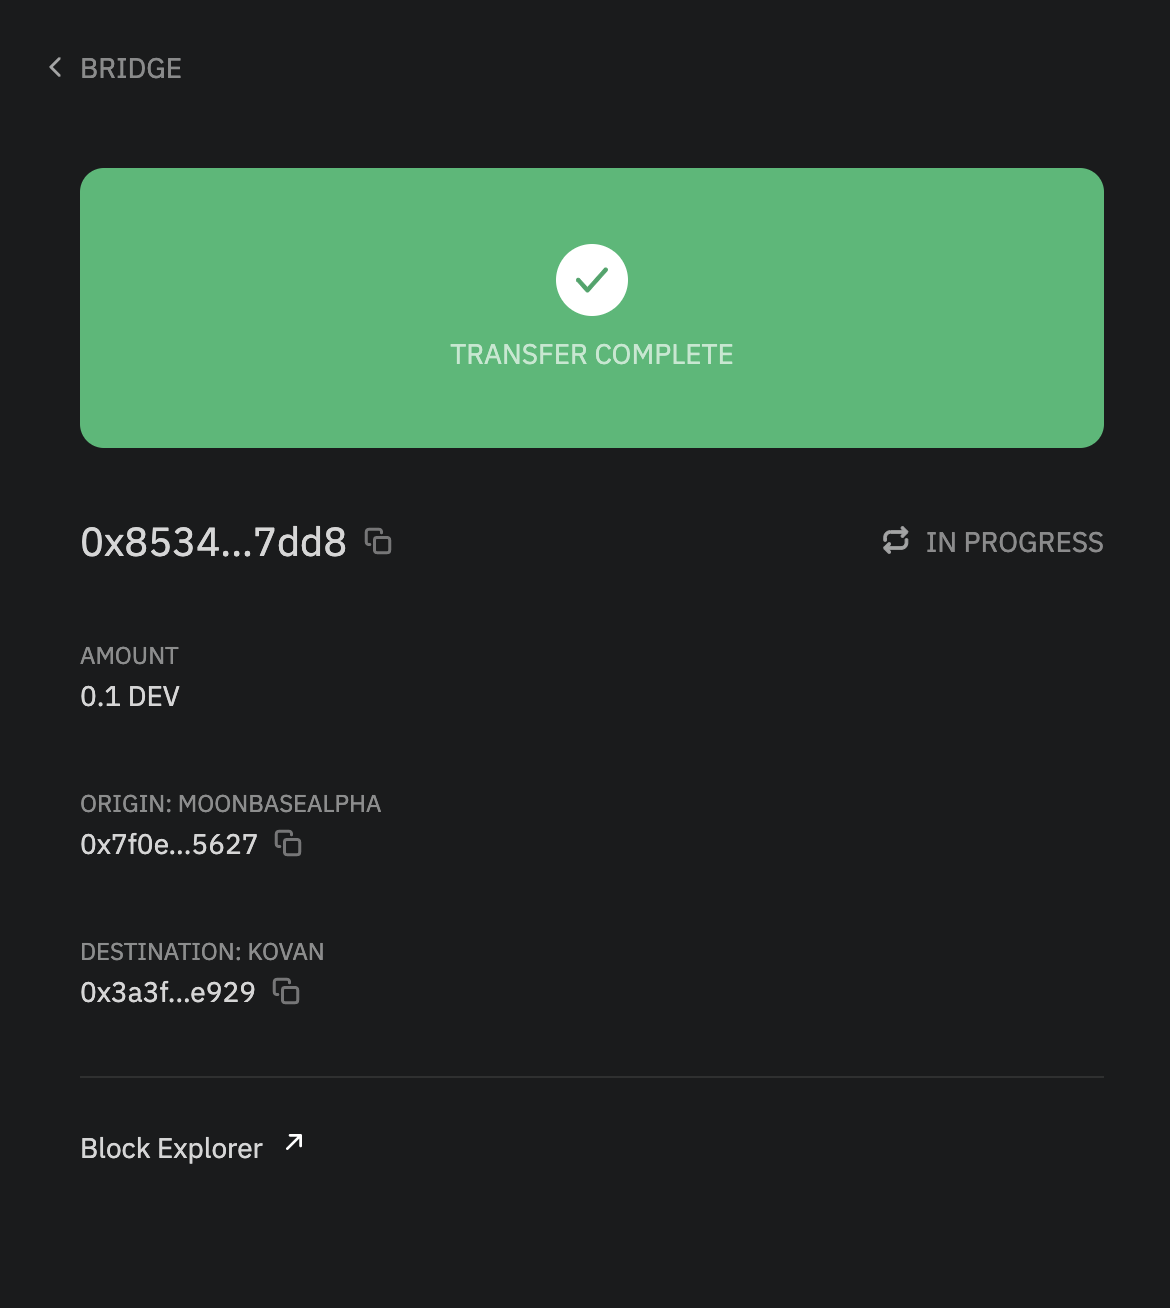 BRIDGE
TRANSFER COMPLETE
0x8534...7dd8 IN PROGRESS
AMOUNT
0.1 DEV
ORIGIN: MOONBASEALPHA
0x7f0e...5627
DESTINATION: KOVAN
0x3a3f...e929
Block Explorer